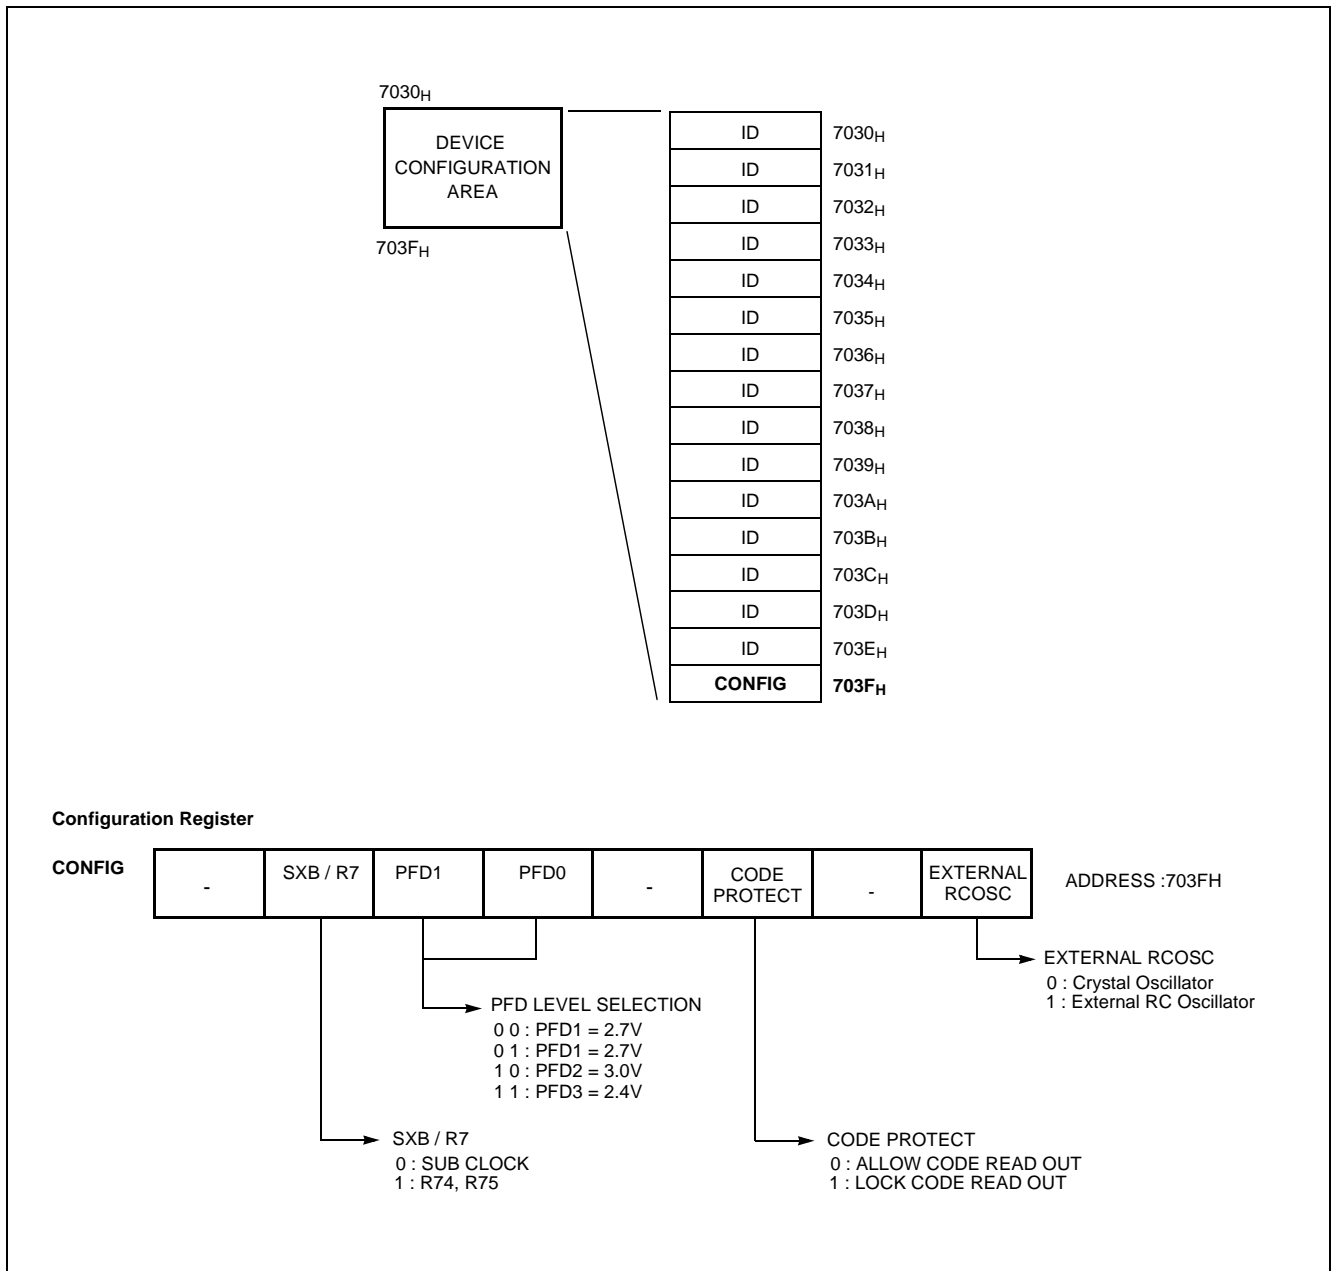 7030H
DEVICE
CONFIGURATION
AREA
703FH
ID 7030H
ID 7031H
ID 7032H
ID 7033H
ID 7034H
ID 7035H
ID 7036H
ID 7037H
ID 7038H
ID 7039H
ID 703AH
ID 703BH
ID 703CH
ID 703DH
ID 703EH
CONFIG 703FH
Configuration Register
CONFIG - SXB / R7 PFD1 PFD0 - CODE PROTECT - EXTERNAL RCOSC ADDRESS :703FH
EXTERNAL RCOSC
0 : Crystal Oscillator
1 : External RC Oscillator
PFD LEVEL SELECTION
0 0 : PFD1 = 2.7V
0 1 : PFD1 = 2.7V
1 0 : PFD2 = 3.0V
1 1 : PFD3 = 2.4V
SXB / R7
0 : SUB CLOCK
1 : R74, R75
CODE PROTECT
0 : ALLOW CODE READ OUT
1 : LOCK CODE READ OUT